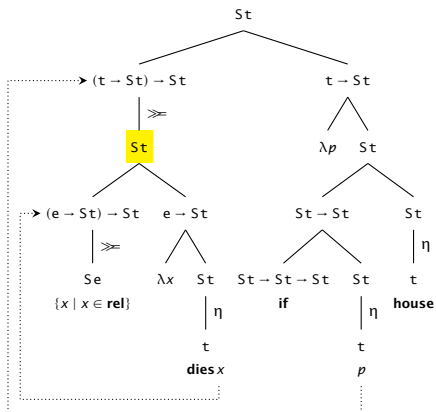 St
(t → St) → St t → St
≫=
St λp St
(e → St) → St e → St St → St St
≫= η
Se λx St St → St → St St t
{x | x ∈ rel} η if η house
t t
dies x p